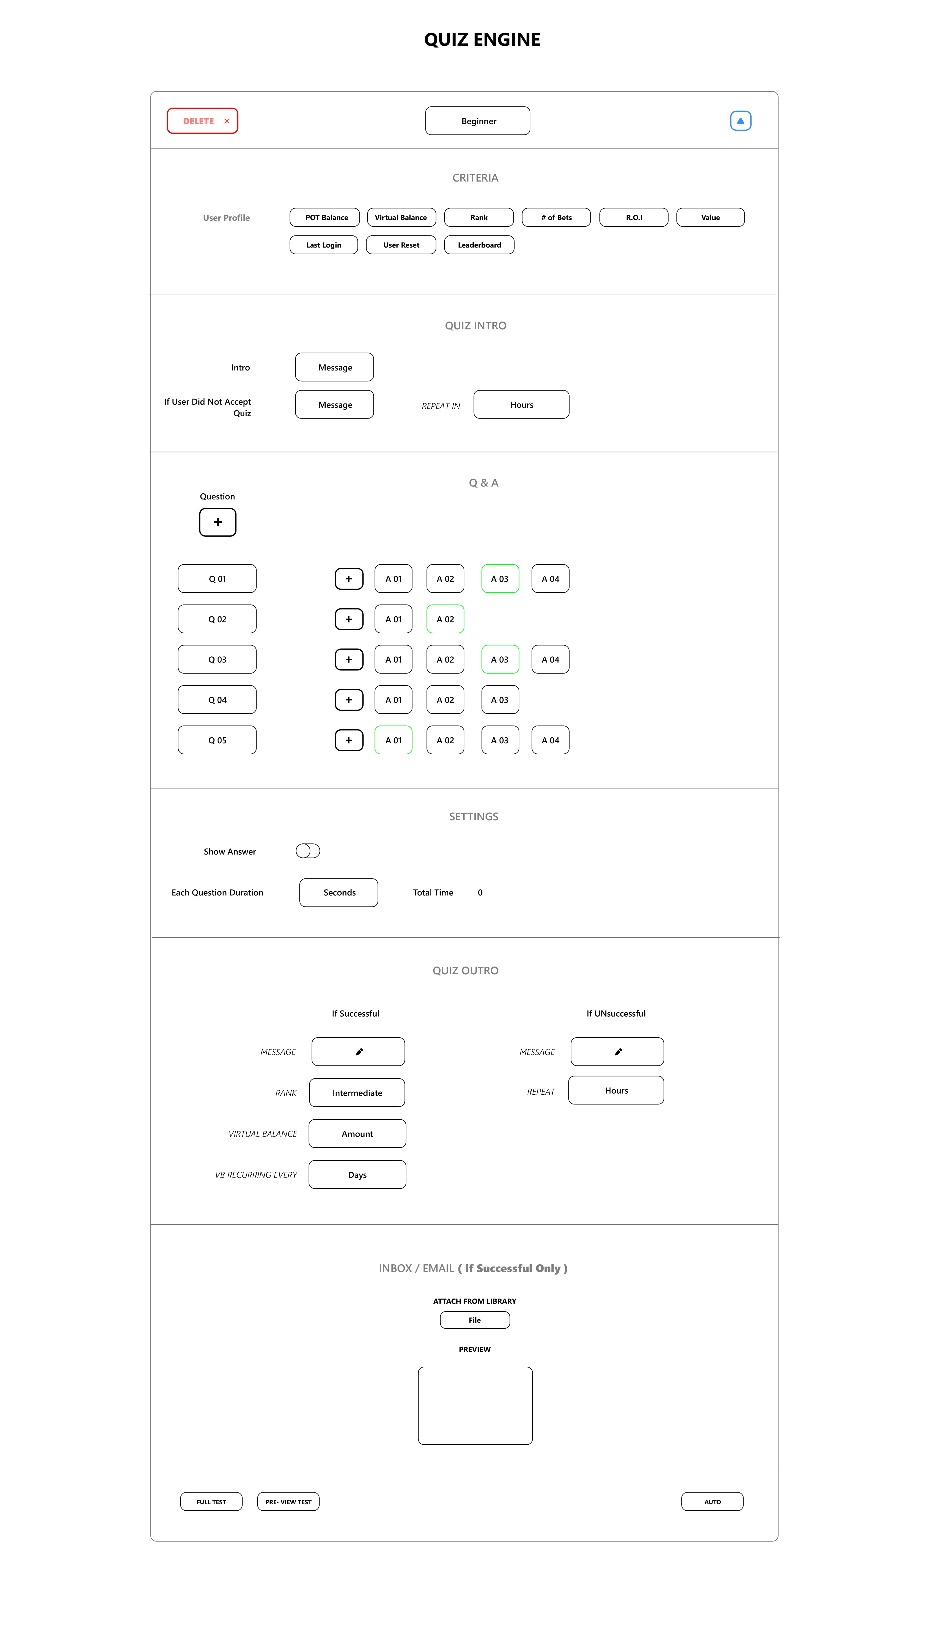 QUIZ ENGINE
DELETE ×
Beginner
CRITERIA
User Profile
POT Balance
Virtual Balance
Rank
# of Bets
R.O.I
Value
Last Login
User Reset
Leaderboard
QUIZ INTRO
Intro
Message
If User Did Not Accept
Quiz
Message
REPEAT IN
Hours
Q & A
Question
+
Q 01
+
A 01
A 02
A 03
A 04
Q 02
+
A 01
A 02
Q 03
+
A 01
A 02
A 03
A 04
Q 04
+
A 01
A 02
A 03
Q 05
+
A 01
A 02
A 03
A 04
SETTINGS
Show Answer
Each Question Duration
Seconds
Total Time
0
QUIZ OUTRO
If Successful
MESSAGE
RANK
Intermediate
VIRTUAL BALANCE
Amount
VB RECURRING EVERY
Days
If UNsuccessful
MESSAGE
REPEAT
Hours
INBOX / EMAIL ( If Successful Only )
ATTACH FROM LIBRARY
File
PREVIEW
FULL TEST
PRE- VIEW TEST
AUTO